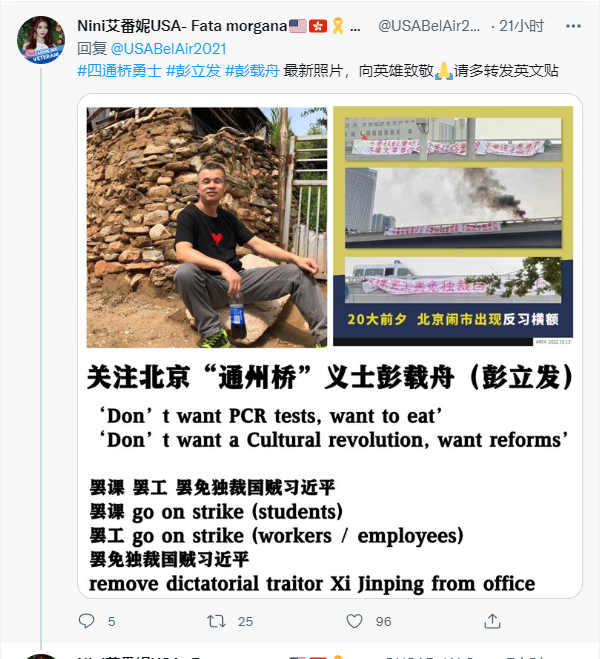 Nini艾番妮USA- Fata morgana🇺🇸🇭🇰🎗️ ... @USABelAir2... · 21小时
回复 @USABelAir2021
#四通桥勇士 #彭立发 #彭载舟 最新照片，向英雄致敬🙏请多转发英文贴
20大前夕 北京闹市出现反习横额
2022.10.13
关注北京“通州桥”义士彭载舟（彭立发）
‘Don’t want PCR tests, want to eat’
‘Don’t want a Cultural revolution, want reforms’
罢课 罢工 罢免独裁国贼习近平
罢课 go on strike (students)
罢工 go on strike (workers / employees)
罢免独裁国贼习近平
remove dictatorial traitor Xi Jinping from office
5 25 96